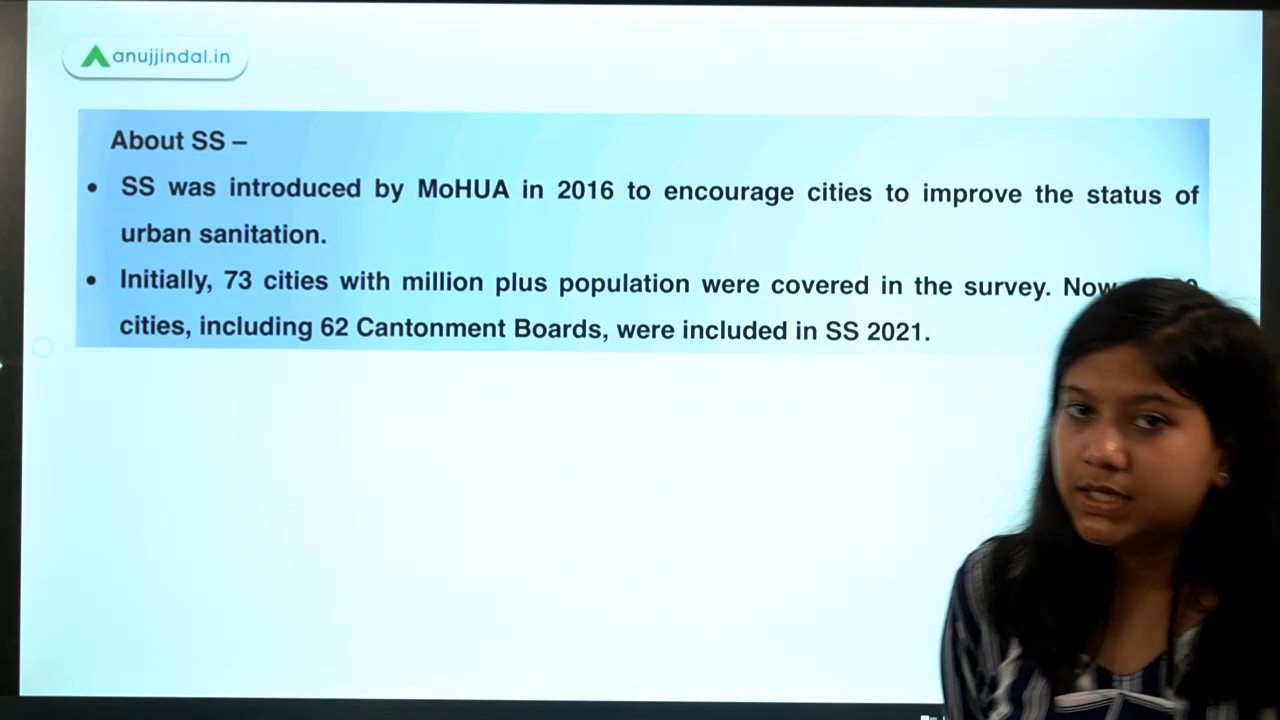 anujjindal.in
About SS –
• SS was introduced by MoHUA in 2016 to encourage cities to improve the status of
urban sanitation.
• Initially, 73 cities with million plus population were covered in the survey. Now
cities, including 62 Cantonment Boards, were included in SS 2021.